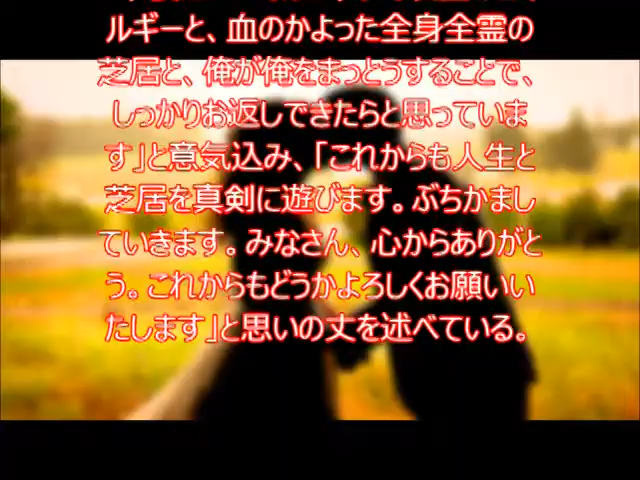 ルギーと、血のかよった全身全霊の
芝居と、俺が俺をまっとうすることで、
しっかりお返しできたらと思っていま
す」と意気込み、「これからも人生と
芝居を真剣に遊びます。ぶちかまし
ていきます。みなさん、心からありがと
う。これからもどうかよろしくお願いい
たします」と思いの丈を述べている。